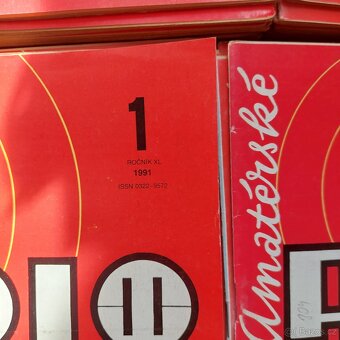 1
ROČNÍK XL
1991
ISSN 0322-9572
Amatérské